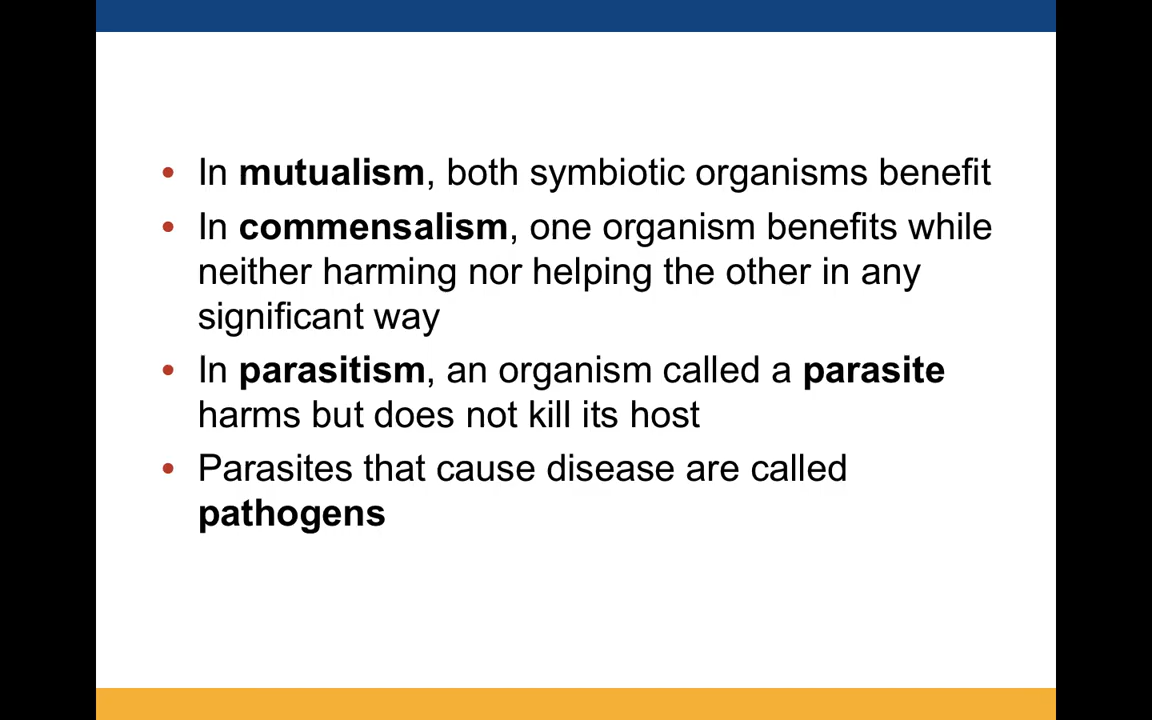 • In mutualism, both symbiotic organisms benefit
• In commensalism, one organism benefits while
neither harming nor helping the other in any
significant way
• In parasitism, an organism called a parasite
harms but does not kill its host
• Parasites that cause disease are called
pathogens